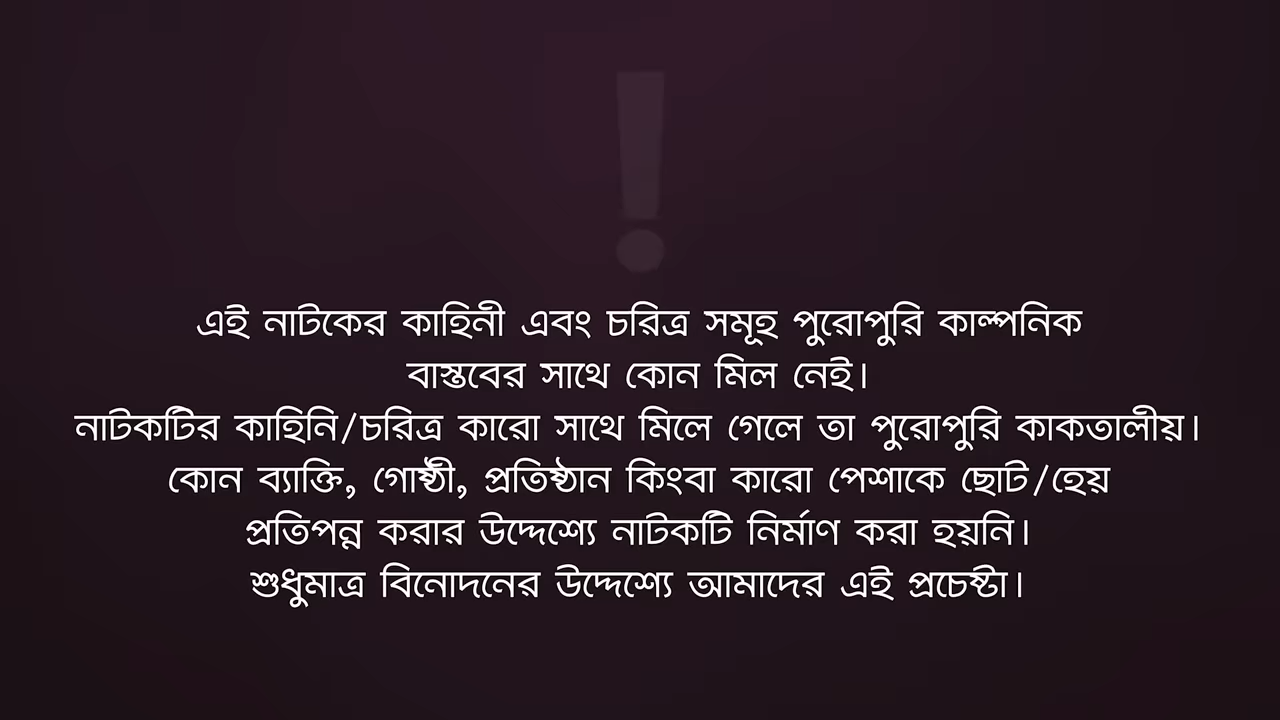 এই নাটকের কাহিনী এবং চরিত্র সমূহ পুরোপুরি কাল্পনিক
বাস্তবের সাথে কোন মিল নেই।
নাটকটির কাহিনি/চরিত্র কারো সাথে মিলে গেলে তা পুরোপুরি কাকতালীয়।
কোন ব্যাক্তি, গোষ্ঠী, প্রতিষ্ঠান কিংবা কারো পেশাকে ছোট/হেয়
প্রতিপন্ন করার উদ্দেশ্যে নাটকটি নির্মাণ করা হয়নি।
শুধুমাত্র বিনোদনের উদ্দেশ্যে আমাদের এই প্রচেষ্টা।